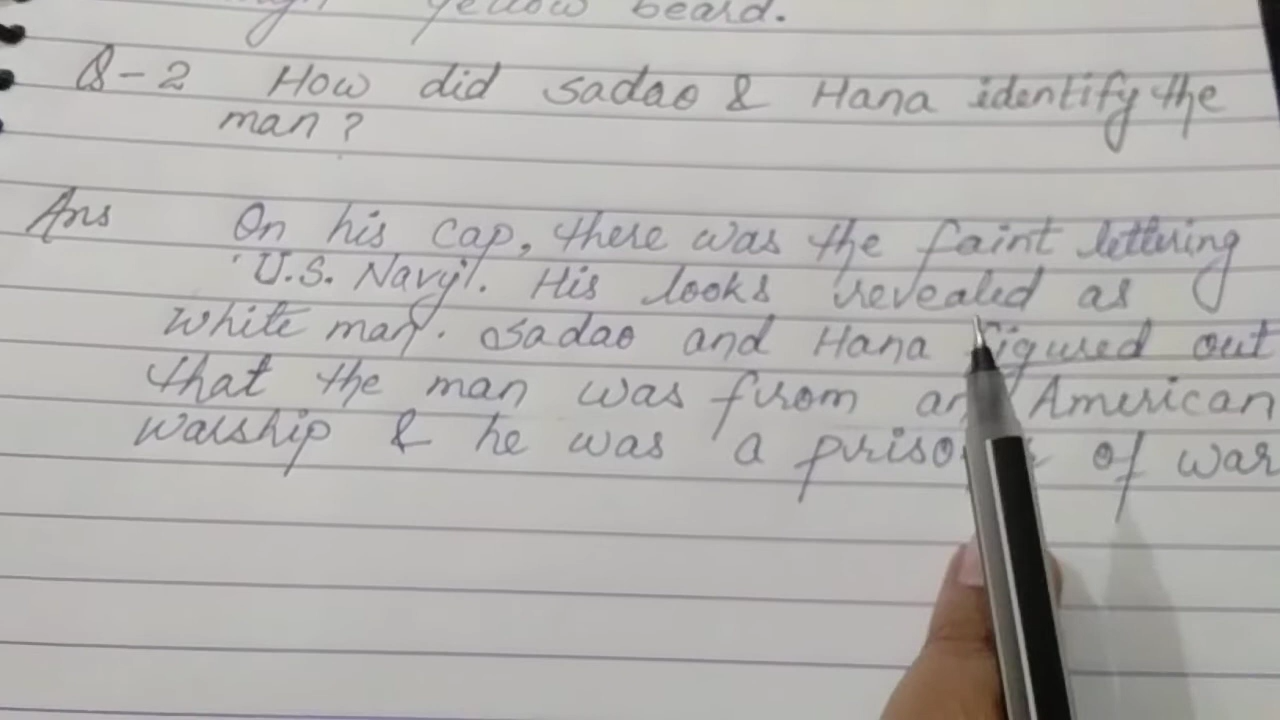 yellow beard.
Q-2 How did Sadao & Hana identify the
man?
Ans On his cap, there was the faint lettering
'U.S. Navy'. His looks revealed as
white man. Sadao and Hana figured out
that the man was from an American
warship & he was a of war